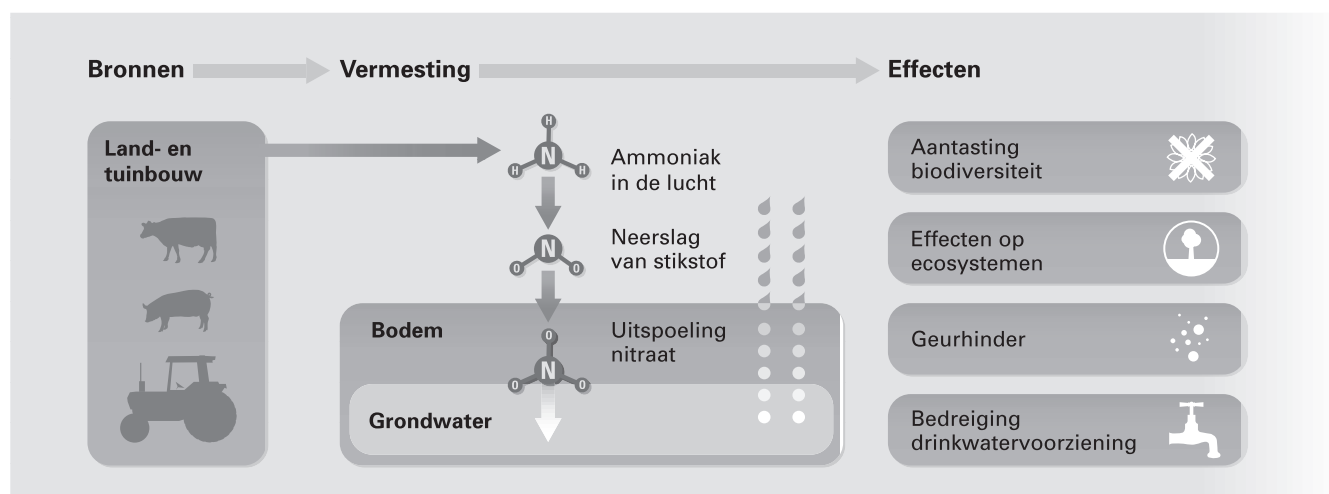 Bronnen
Vermesting
Effecten
Land- en
tuinbouw
H
N
H
H
Ammoniak
in de lucht
N
O
O
Neerslag
van stikstof
Bodem
O
N
O
O
Uitspoeling
nitraat
Grondwater
Aantasting
biodiversiteit
Effecten op
ecosystemen
Geurhinder
Bedreiging
drinkwatervoorziening